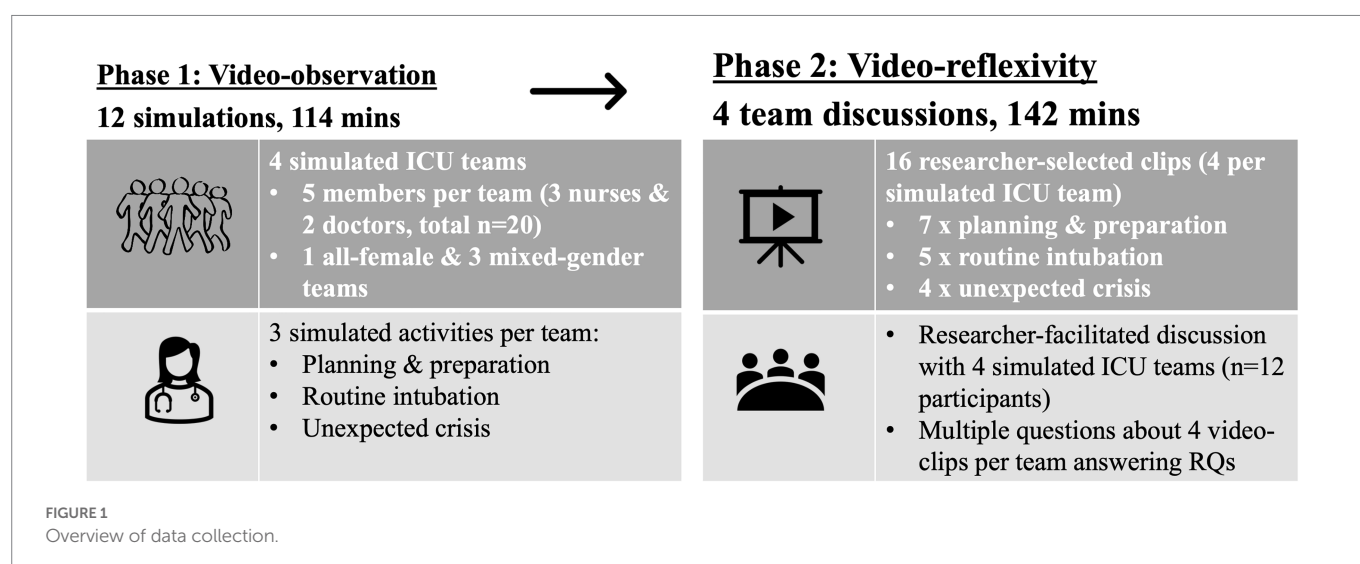 Phase 1: Video-observation
12 simulations, 114 mins
4 simulated ICU teams
• 5 members per team (3 nurses &
2 doctors, total n=20)
• 1 all-female & 3 mixed-gender
teams
3 simulated activities per team:
• Planning & preparation
• Routine intubation
• Unexpected crisis
Phase 2: Video-reflexivity
4 team discussions, 142 mins
16 researcher-selected clips (4 per
simulated ICU team)
• 7 x planning & preparation
• 5 x routine intubation
• 4 x unexpected crisis
• Researcher-facilitated discussion
with 4 simulated ICU teams (n=12
participants)
• Multiple questions about 4 video-
clips per team answering RQs
FIGURE 1
Overview of data collection.